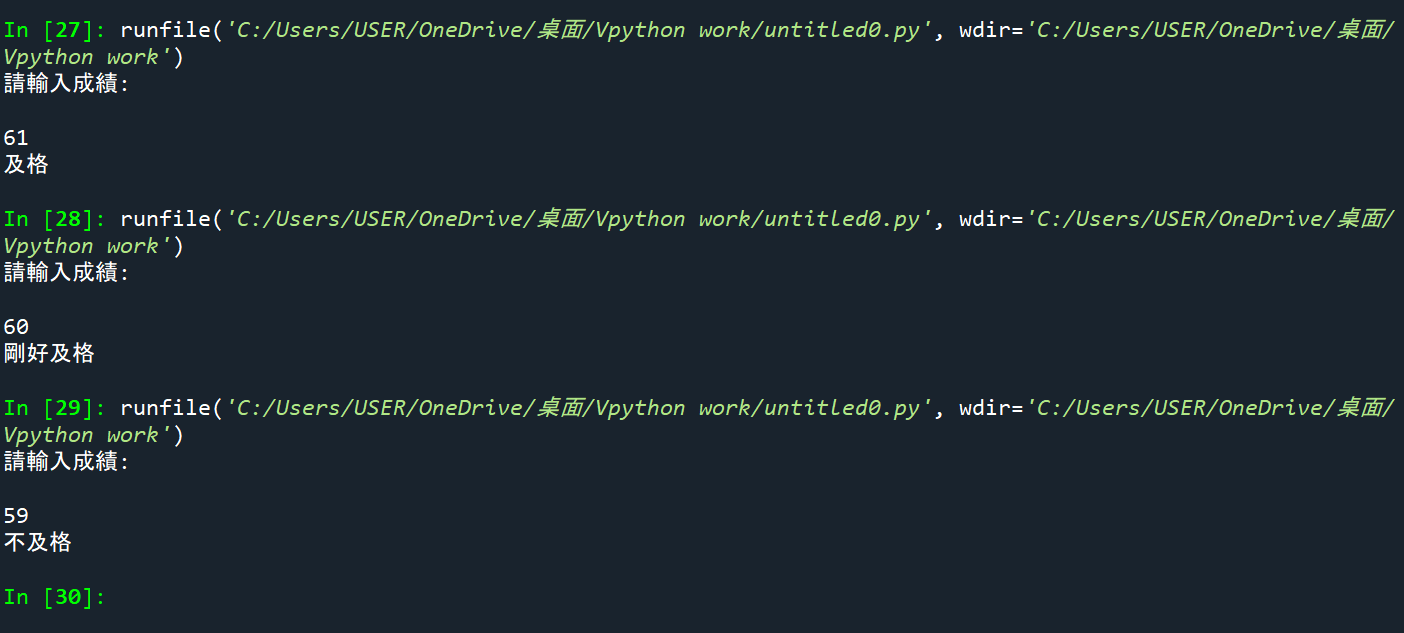 In [27]: runfile('C:/Users/USER/OneDrive/桌面/Vpython work/untitled0.py', wdir='C:/Users/USER/OneDrive/桌面/
Vpython work')
請輸入成績:
61
及格
In [28]: runfile('C:/Users/USER/OneDrive/桌面/Vpython work/untitled0.py', wdir='C:/Users/USER/OneDrive/桌面/
Vpython work')
請輸入成績:
60
剛好及格
In [29]: runfile('C:/Users/USER/OneDrive/桌面/Vpython work/untitled0.py', wdir='C:/Users/USER/OneDrive/桌面/
Vpython work')
請輸入成績:
59
不及格
In [30]: